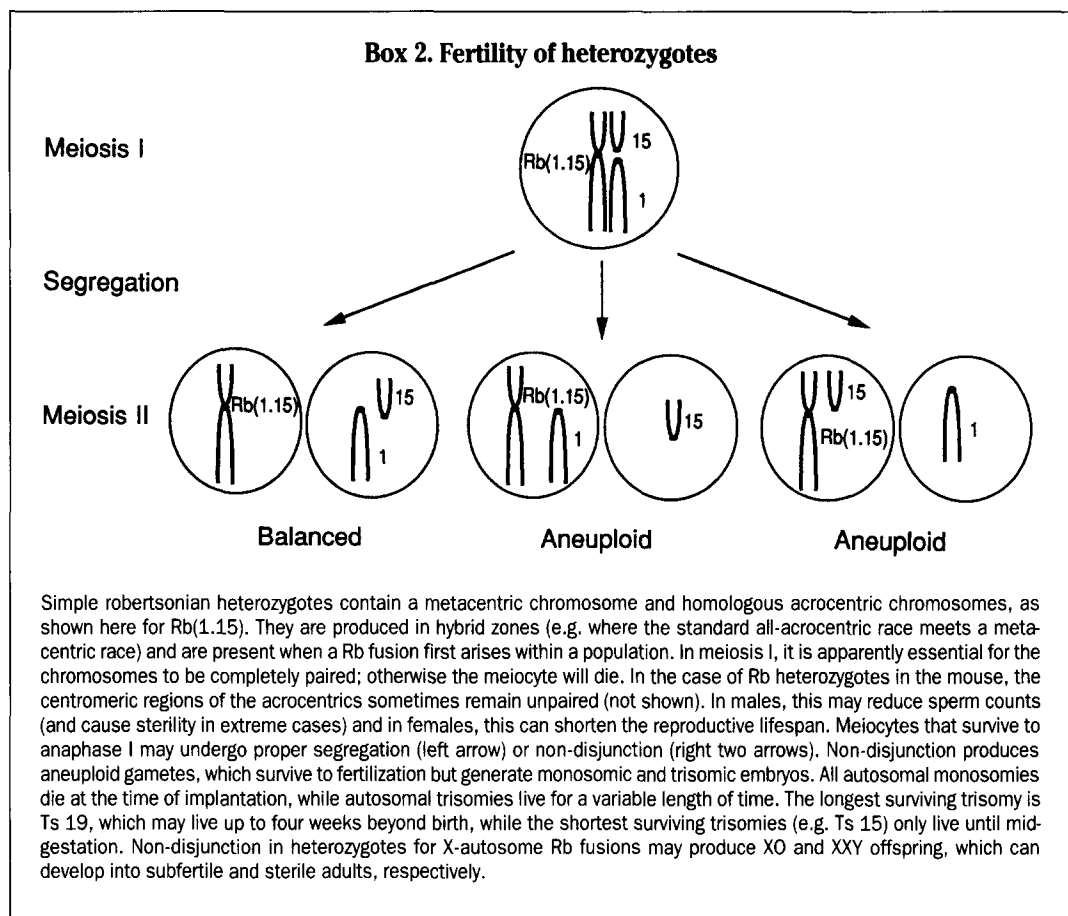 Box 2. Fertility of heterozygotes
Meiosis I
Rb(1.15)
15
1
Segregation
Meiosis II
Rb(1.15)
15
1
Rb(1.15)
1
15
15
Rb(1.15)
1
Balanced
Aneuploid
Aneuploid
Simple robertsonian heterozygotes contain a metacentric chromosome and homologous acrocentric chromosomes, as
shown here for Rb(1.15). They are produced in hybrid zones (e.g. where the standard all-acrocentric race meets a meta-
centric race) and are present when a Rb fusion first arises within a population. In meiosis I, it is apparently essential for the
chromosomes to be completely paired; otherwise the meiocyte will die. In the case of Rb heterozygotes in the mouse, the
centromeric regions of the acrocentrics sometimes remain unpaired (not shown). In males, this may reduce sperm counts
(and cause sterility in extreme cases) and in females, this can shorten the reproductive lifespan. Meiocytes that survive to
anaphase I may undergo proper segregation (left arrow) or non-disjunction (right two arrows). Non-disjunction produces
aneuploid gametes, which survive to fertilization but generate monosomic and trisomic embryos. All autosomal monosomies
die at the time of implantation, while autosomal trisomies live for a variable length of time. The longest surviving trisomy is
Ts 19, which may live up to four weeks beyond birth, while the shortest surviving trisomies (e.g. Ts 15) only live until mid-
gestation. Non-disjunction in heterozygotes for X-autosome Rb fusions may produce XO and XXY offspring, which can
develop into subfertile and sterile adults, respectively.